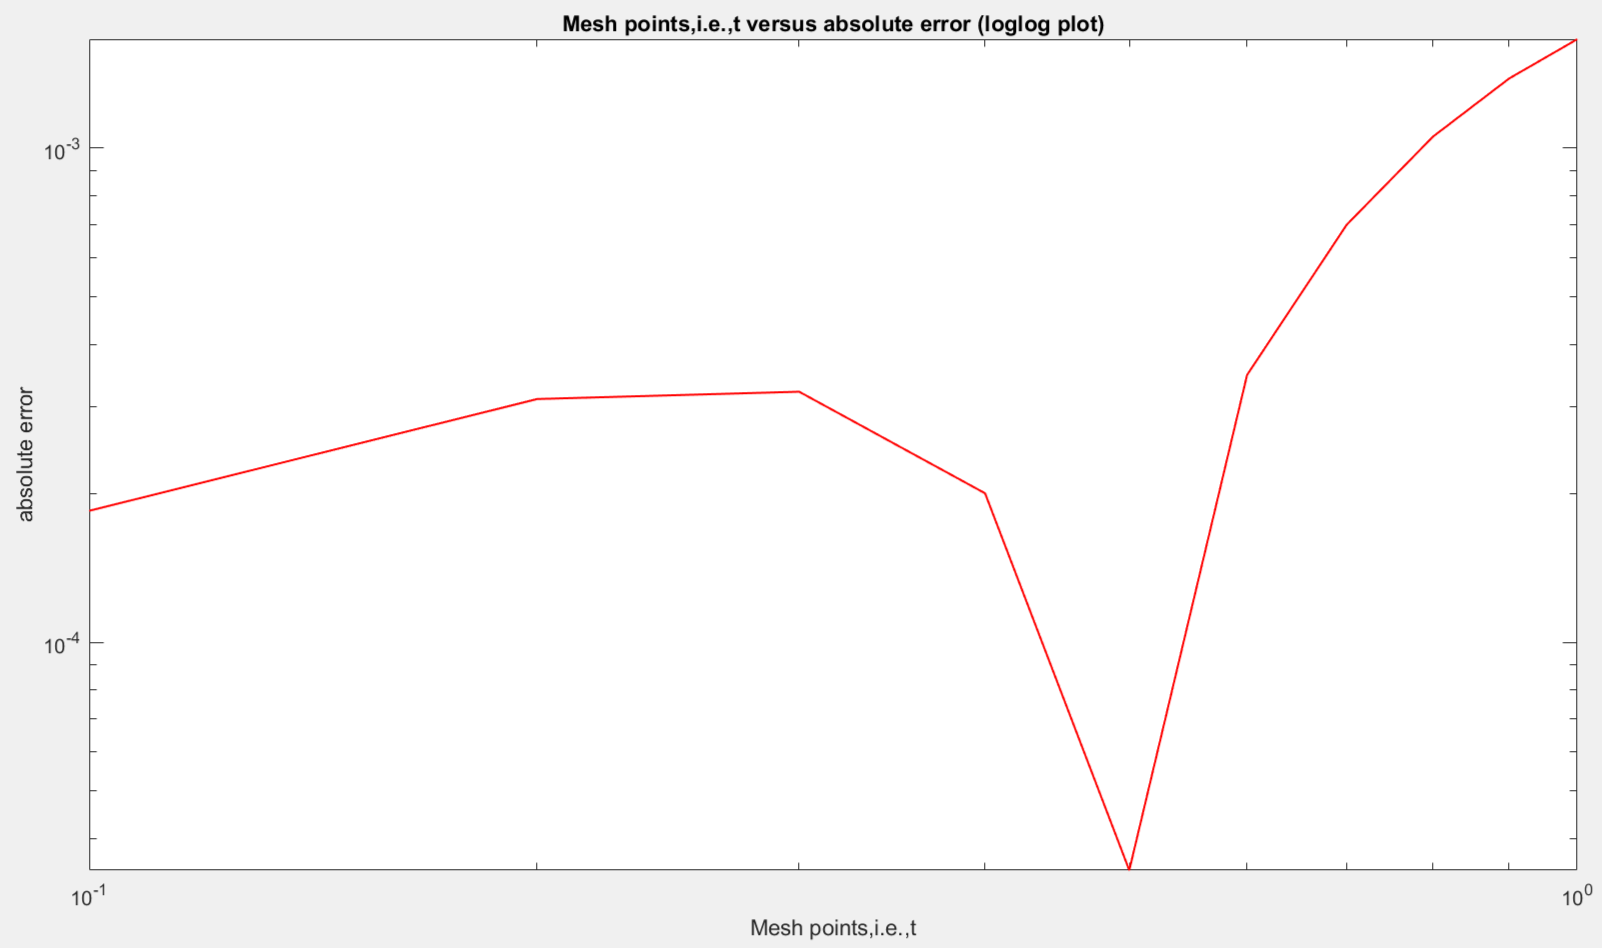 Mesh points,i.e.,t versus absolute error (loglog plot)
10^-3
absolute error
10^-4
10^-1
10^0
Mesh points,i.e.,t